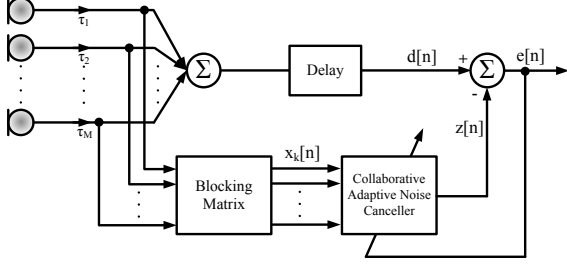 τ1
τ2
τM
Σ
Delay
d[n]
+
Σ
e[n]
-
z[n]
Blocking
Matrix
xk[n]
Collaborative
Adaptive Noise
Canceller